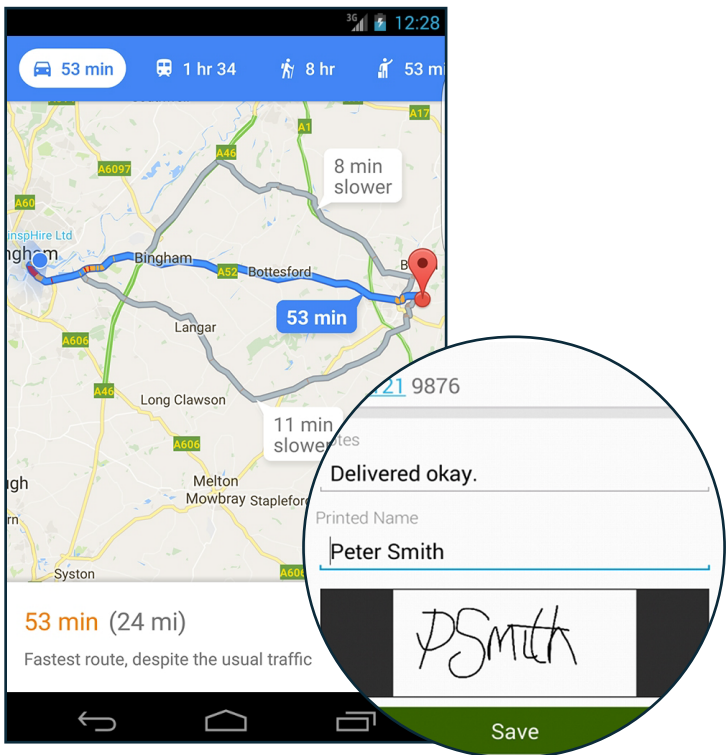 3G 12:28
53 min 1 hr 34 8 hr 53 mi
A17
A1
A46
8 min
slower
A6097
A60
inspHire Ltd
ngham
Bingham
A52 Bottesford
53 min
Langar
A606
A46
Long Clawson
11 min
slower
A606
gh
Melton
Mowbray Stapleford
rn
Syston
A606
53 min (24 mi)
Fastest route, despite the usual traffic
21 9876
tes
Delivered okay.
Printed Name
Peter Smith
PSmith
Save